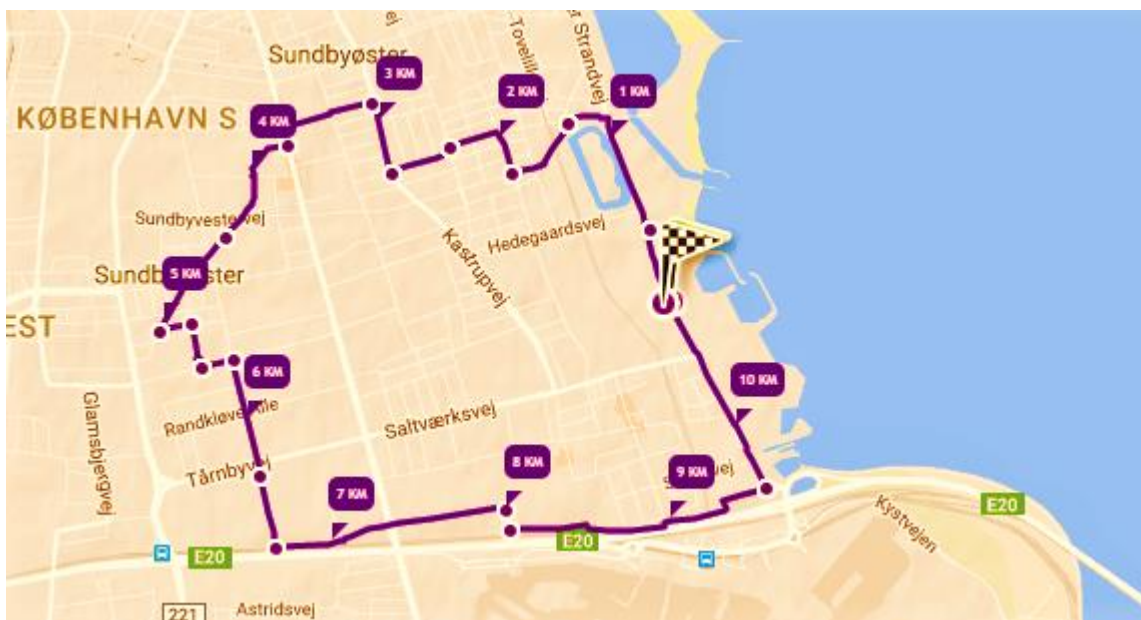 Sundbyøster
Tovelill
Strandvej
3 KM
2 KM
1 KM
KØBENHAVN S
4 KM
Sundbyvestervej
Hedegaardsvej
Kastrupvej
5 KM
EST
6 KM
10 KM
Glamsbjergvej
Saltværksvej
Tårnbyvej
8 KM
9 KM
7 KM
Kystvejen
E20
E20
E20
221
Astridsvej